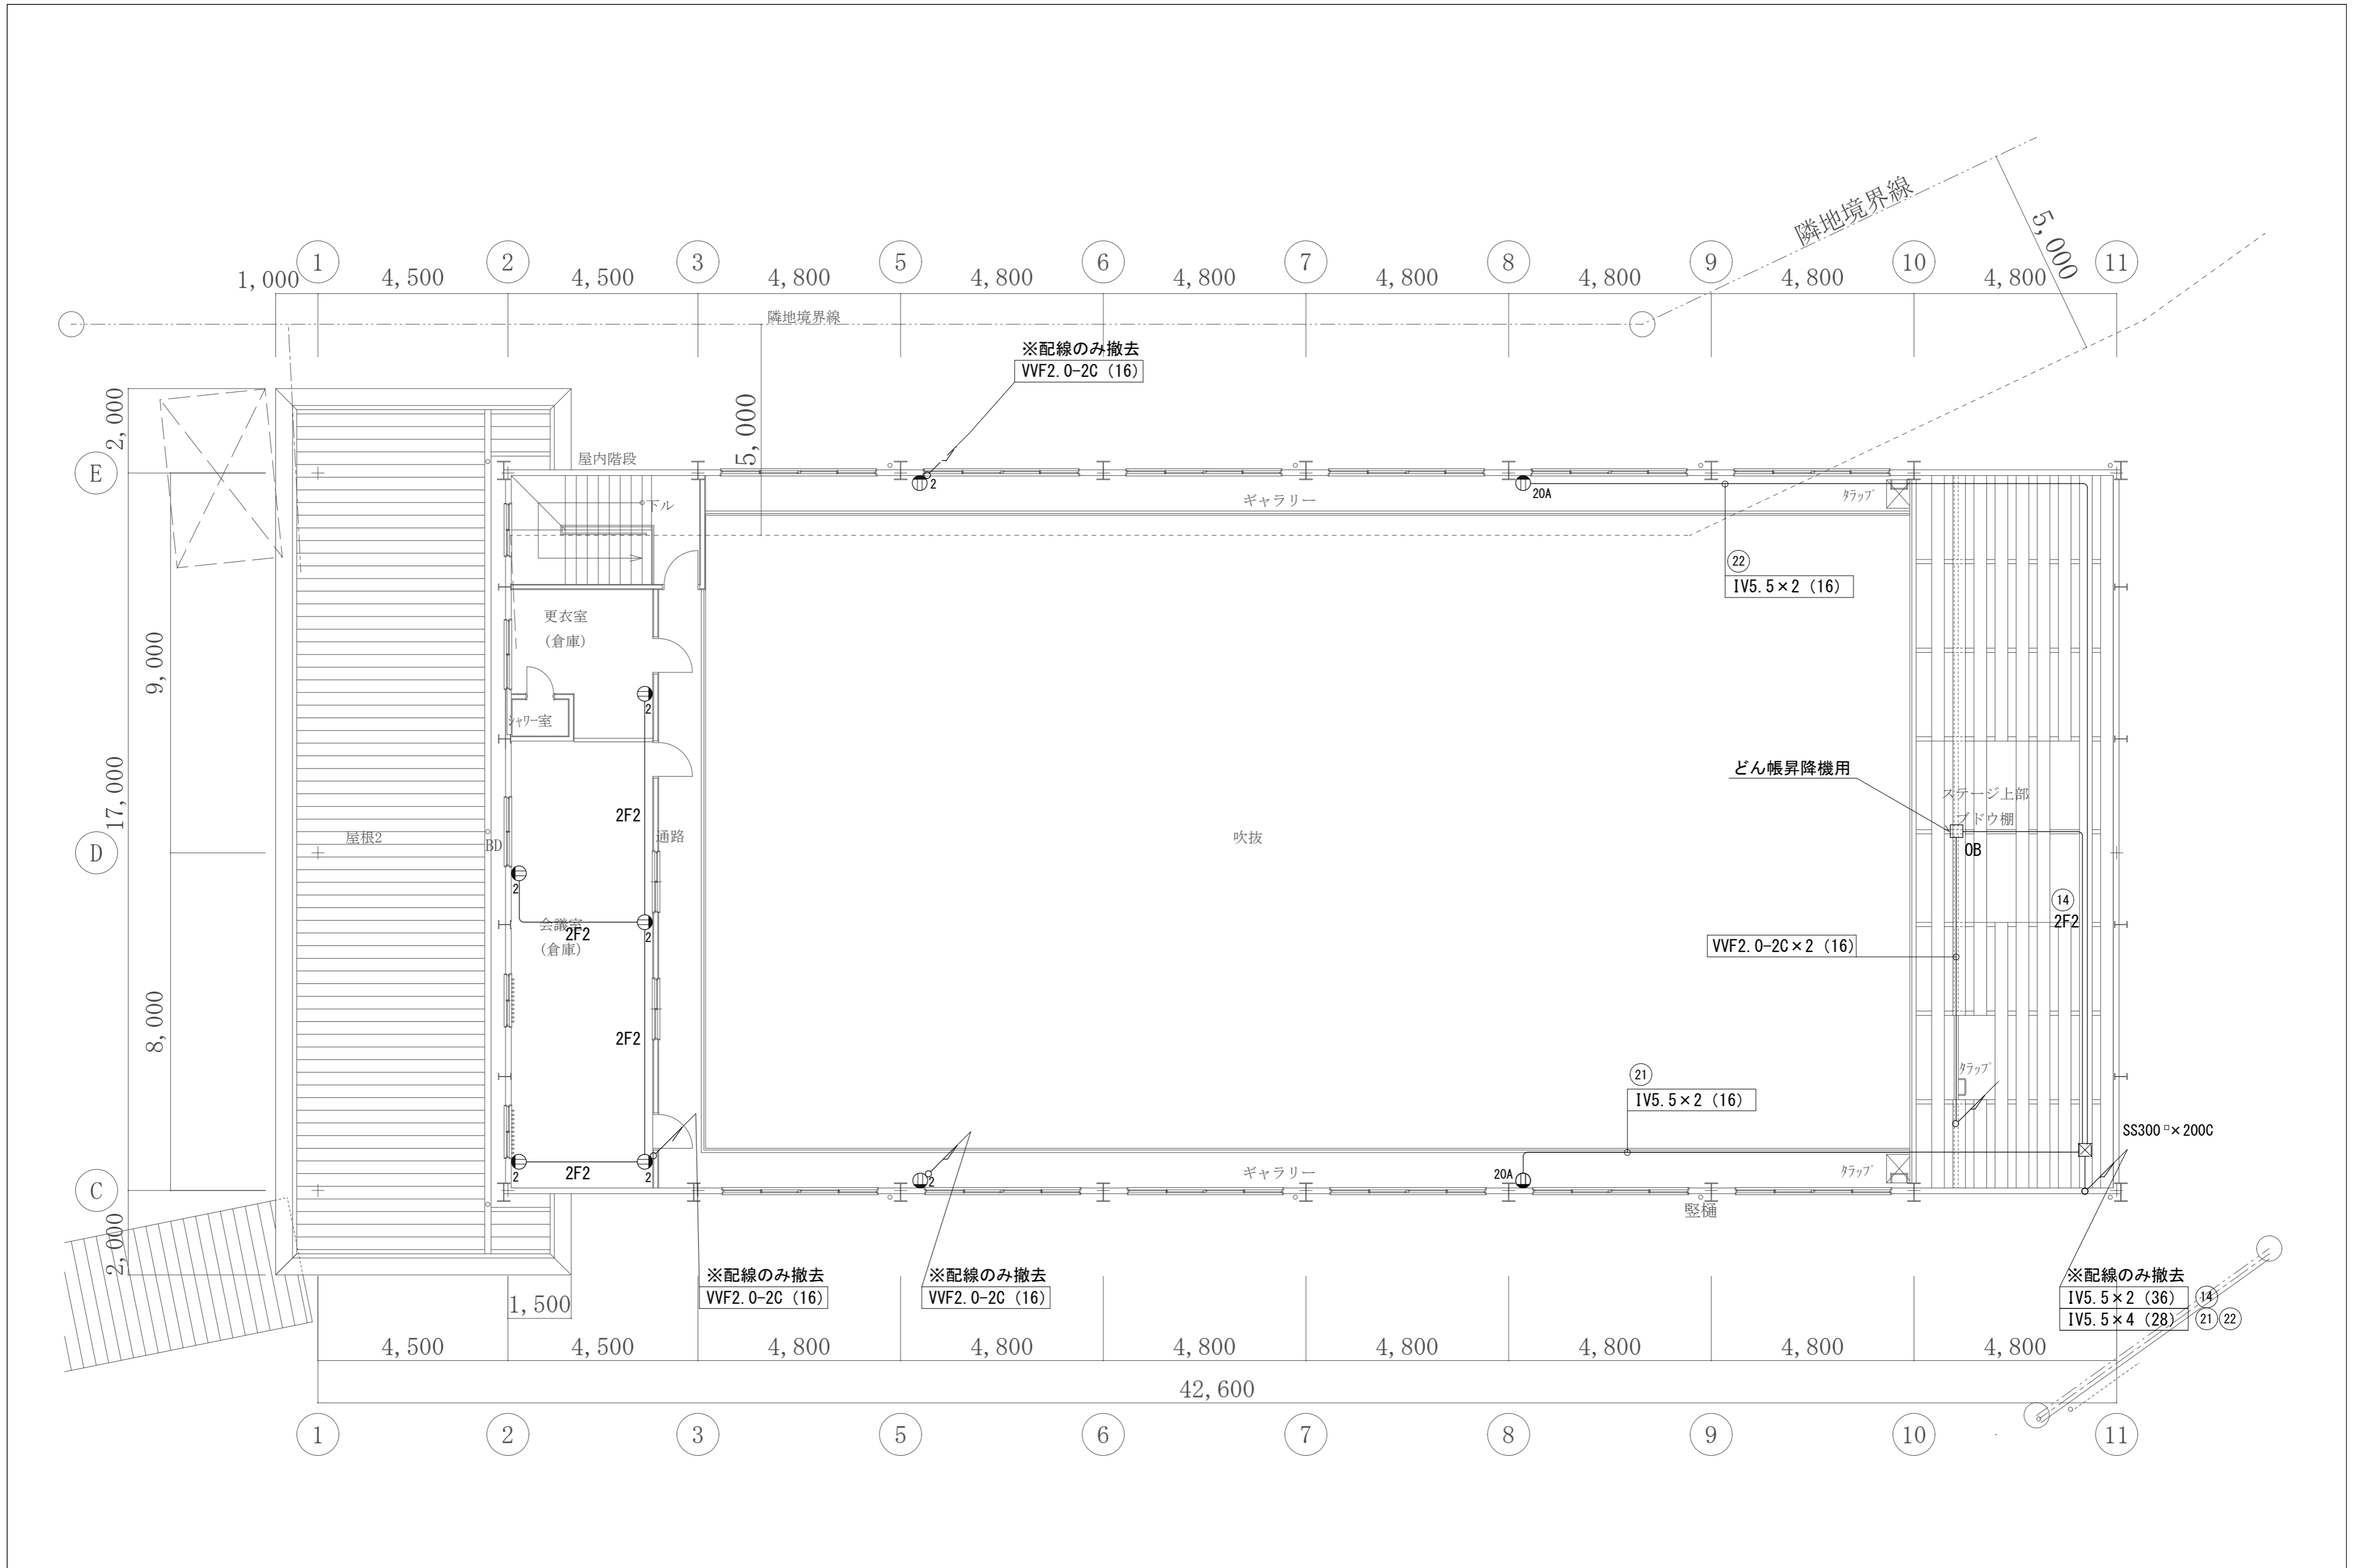 隣地境界線
5,000
1 2 3 5 6 7 8 9 10 11
1,000 4,500 4,500 4,800 4,800 4,800 4,800 4,800 4,800 4,800
隣地境界線
※配線のみ撤去
VVF2.0-2C (16)
2,000
5,000
E
屋内階段
下ル
2
ギャラリー
20A
ﾀﾗｯﾌﾟ
22
IV5.5×2 (16)
更衣室
(倉庫)
9,000
2
ｼｬﾜｰ室
17,000
どん帳昇降機用
ステージ上部
ブドウ棚
2F2
屋根2
BD
通路
吹抜
D
OB
2
14
2F2
会議室
2F2
(倉庫)
2
VVF2.0-2C×2 (16)
8,000
2F2
21
IV5.5×2 (16)
ﾀﾗｯﾌﾟ
SS300□×200C
2F2
2
2
2
ギャラリー
20A
ﾀﾗｯﾌﾟ
C
竪樋
2,000
※配線のみ撤去
VVF2.0-2C (16)
※配線のみ撤去
VVF2.0-2C (16)
※配線のみ撤去
IV5.5×2 (36) 14
IV5.5×4 (28) 21 22
1,500
4,500 4,500 4,800 4,800 4,800 4,800 4,800 4,800 4,800
42,600
1 2 3 5 6 7 8 9 10 11